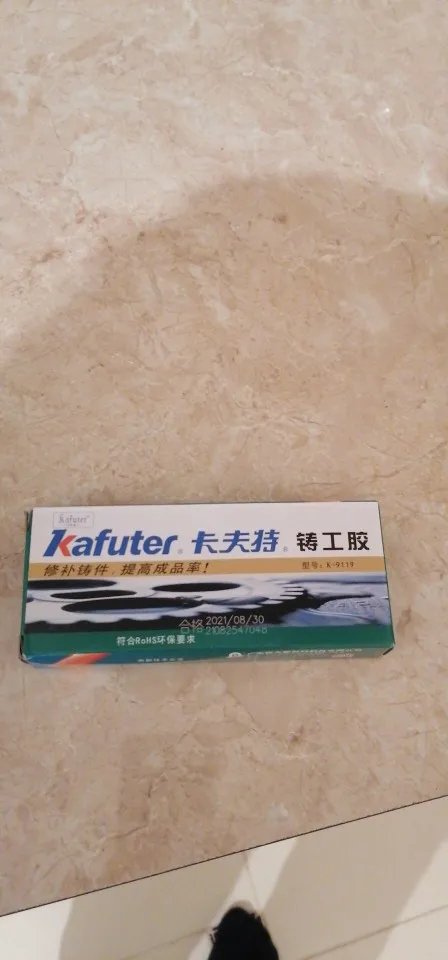 Kafuter
Kafuter 卡夫特 铸工胶
修补铸件，提高成品率！
型号：K-9119
合格 2021/08/30
21082547048
符合RoHS环保要求